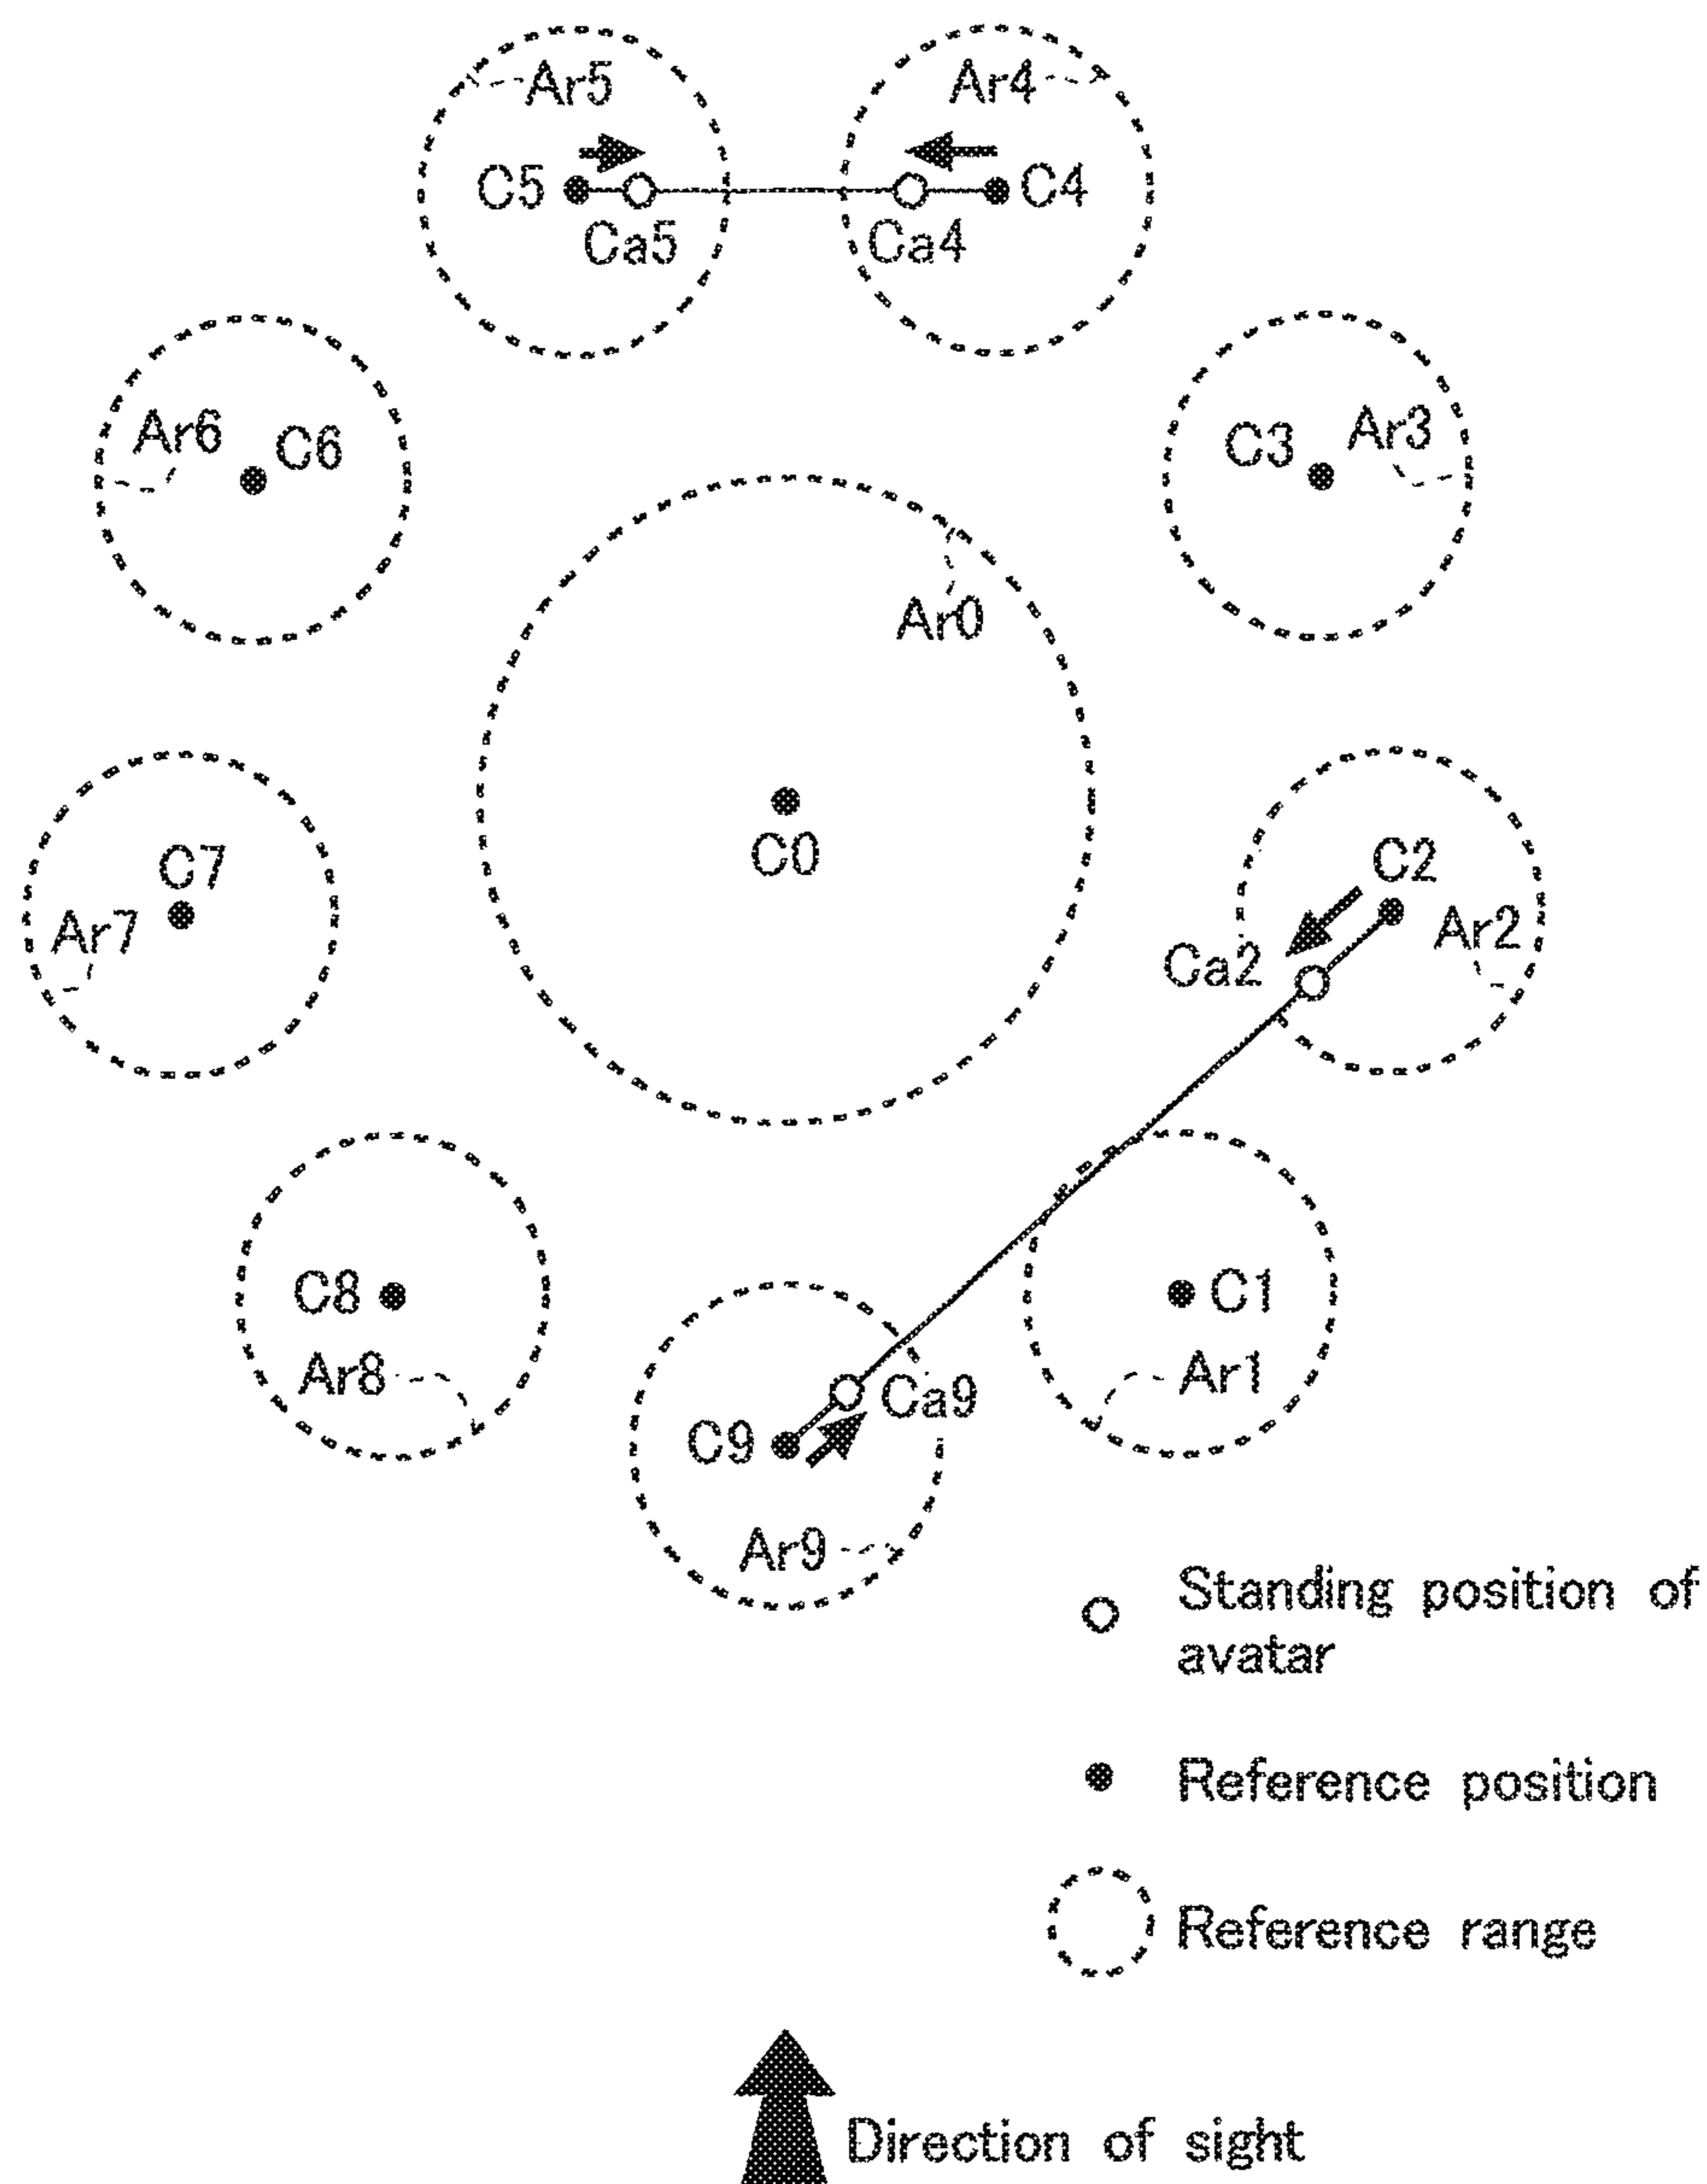 Ar5
Ar4
C5
C4
Ca5
Ca4
Ar6
C6
C3
Ar3
Ar0
C0
C7
Ar7
C2
Ar2
Ca2
C8
Ar8
C1
Ar1
C9
Ca9
Ar9
Standing position of
avatar
Reference position
Reference range
Direction of sight